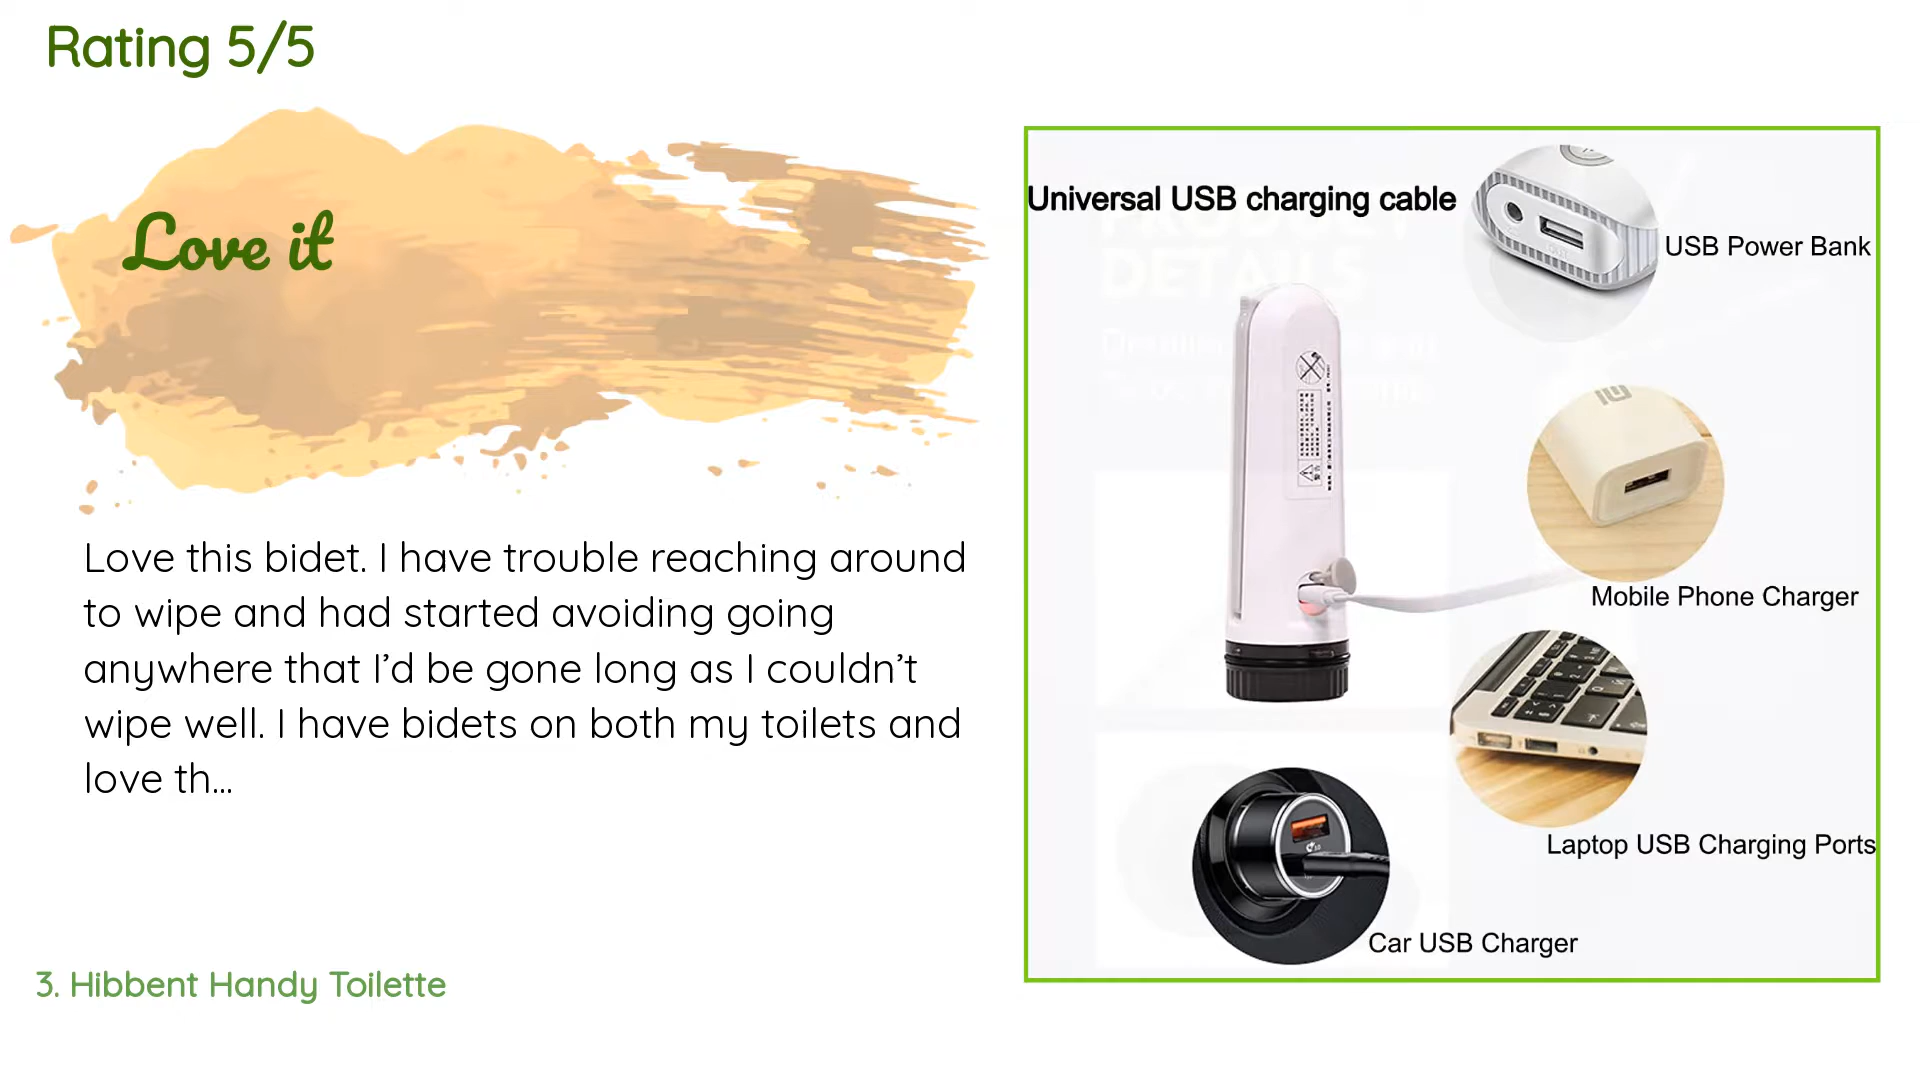 Rating 5/5
Love it
Love this bidet. I have trouble reaching around
to wipe and had started avoiding going
anywhere that I’d be gone long as I couldn’t
wipe well. I have bidets on both my toilets and
love th...
3. Hibbent Handy Toilette
Universal USB charging cable
USB Power Bank
Mobile Phone Charger
Laptop USB Charging Ports
Car USB Charger
DETAILS